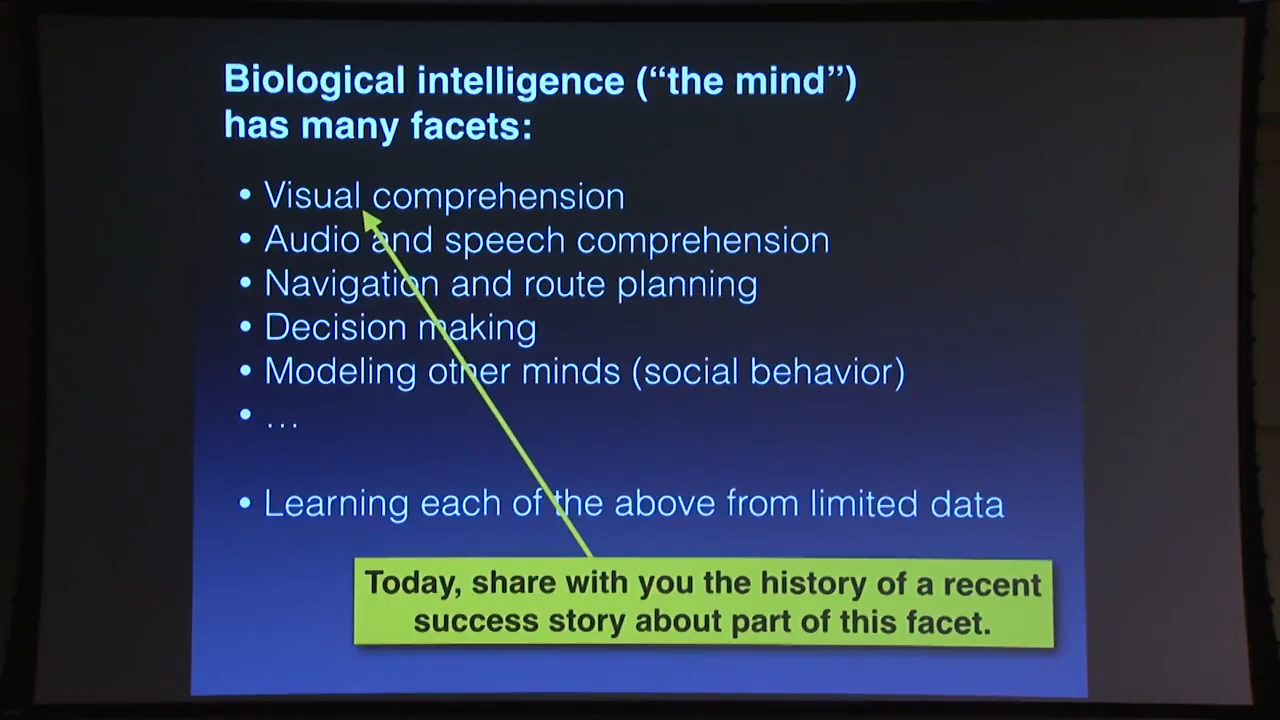 Biological intelligence (“the mind”)
has many facets:
• Visual comprehension
• Audio and speech comprehension
• Navigation and route planning
• Decision making
• Modeling other minds (social behavior)
• …
• Learning each of the above from limited data
Today, share with you the history of a recent
success story about part of this facet.